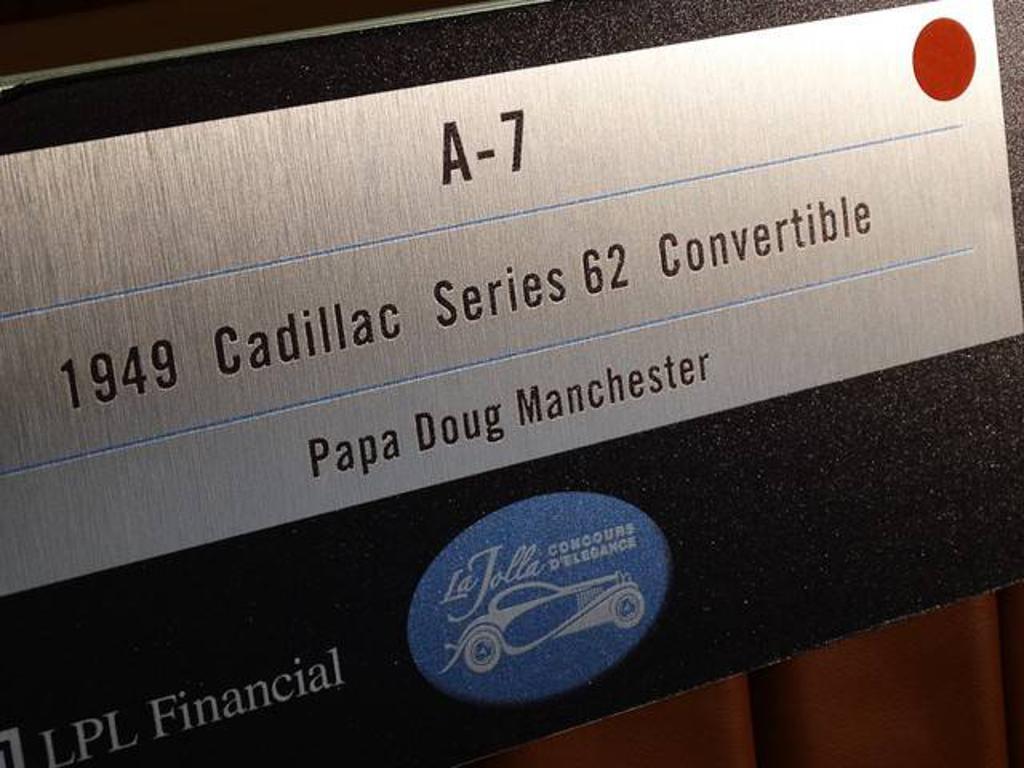 A-7
1949 Cadillac Series 62 Convertible
Papa Doug Manchester
La Jolla CONCOURS
D'ELEGANCE
LPL Financial